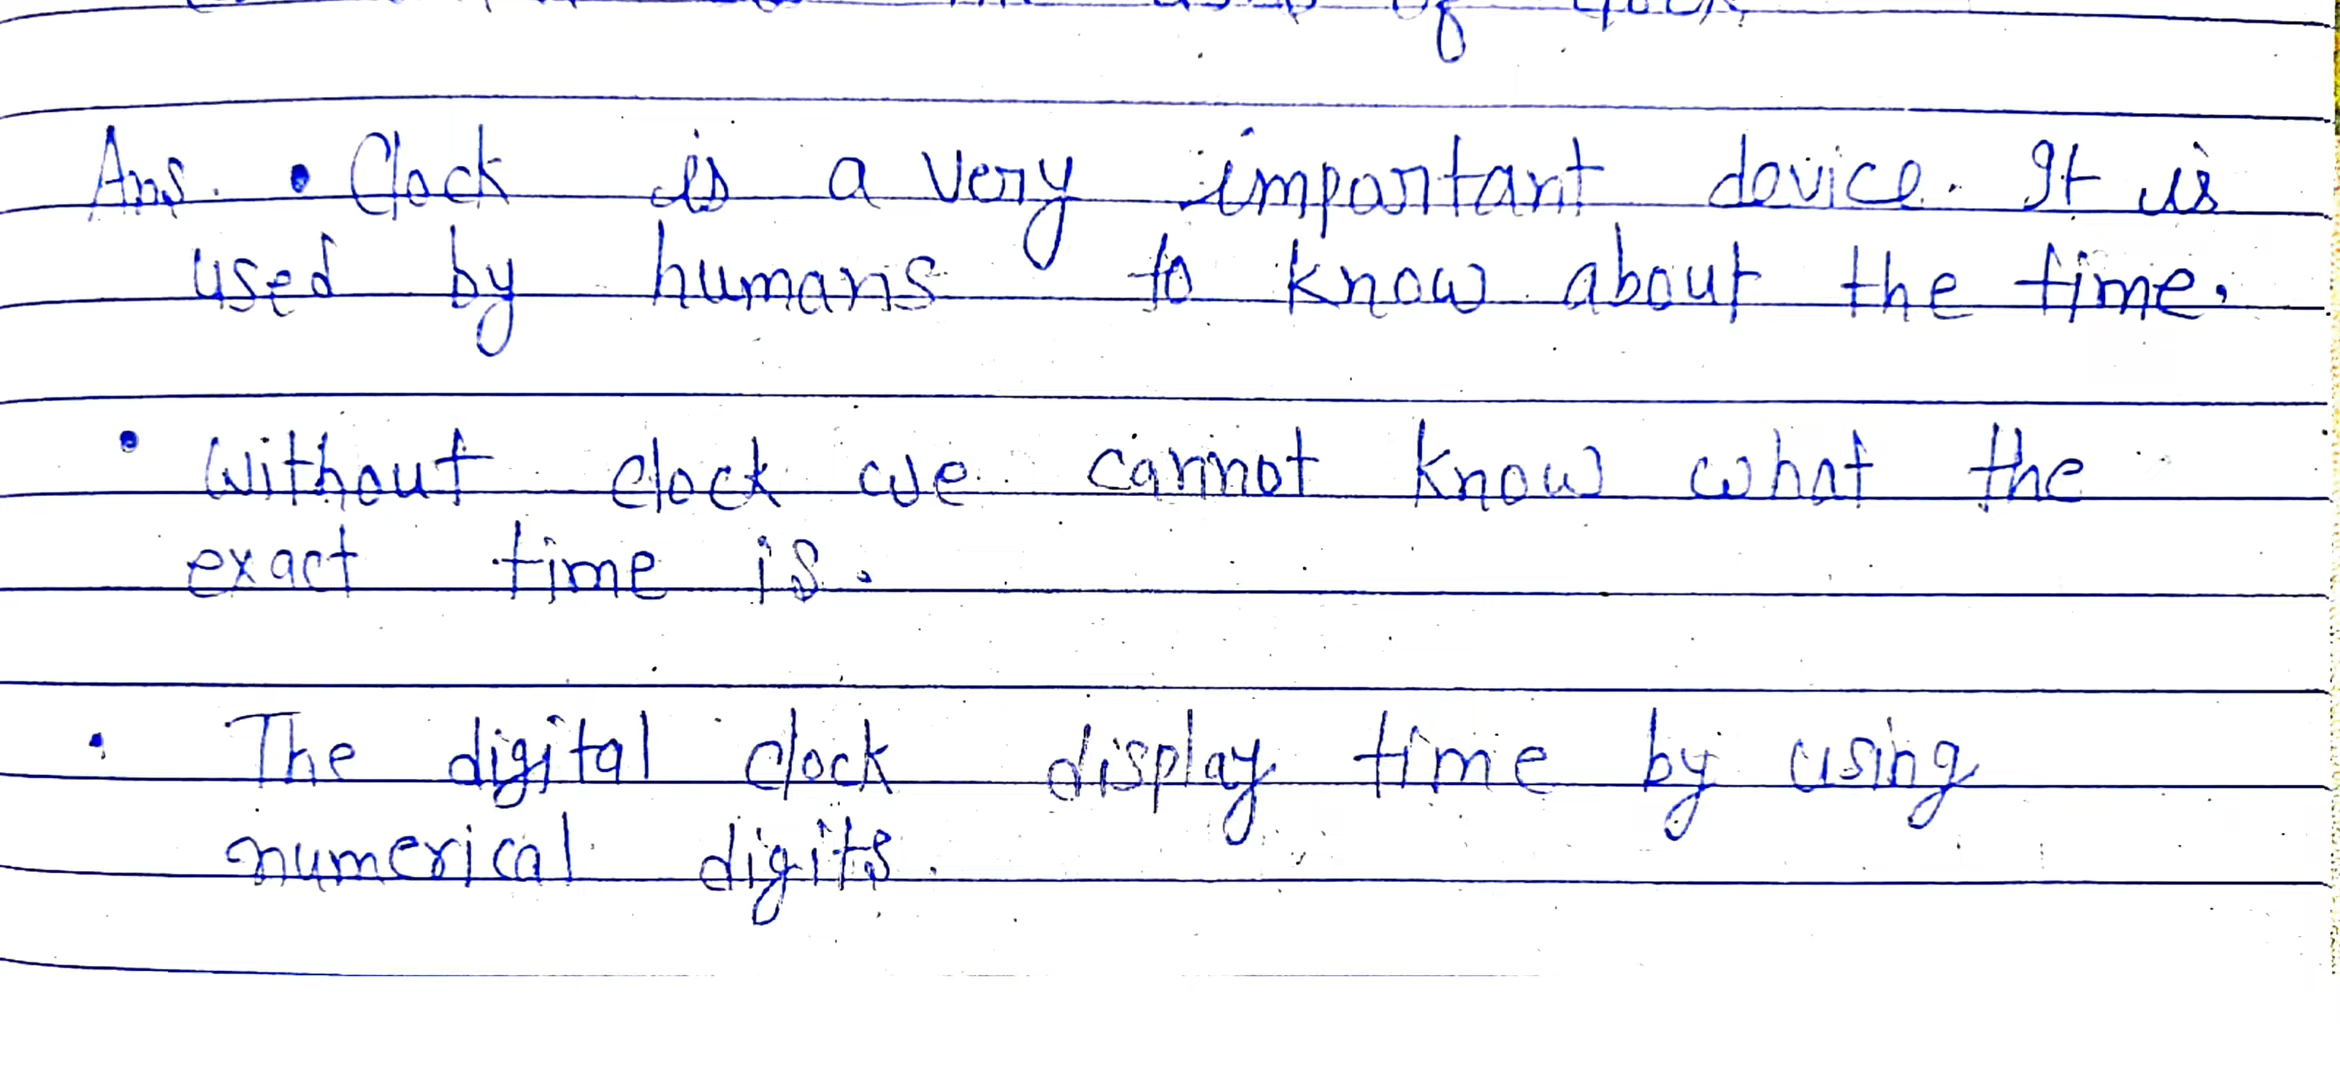 of
Ans. • Clock is a very important device. It is
used by humans to know about the time.
• Without clock we cannot know what the
exact time is.
• The digital clock display time by using
numerical digits.